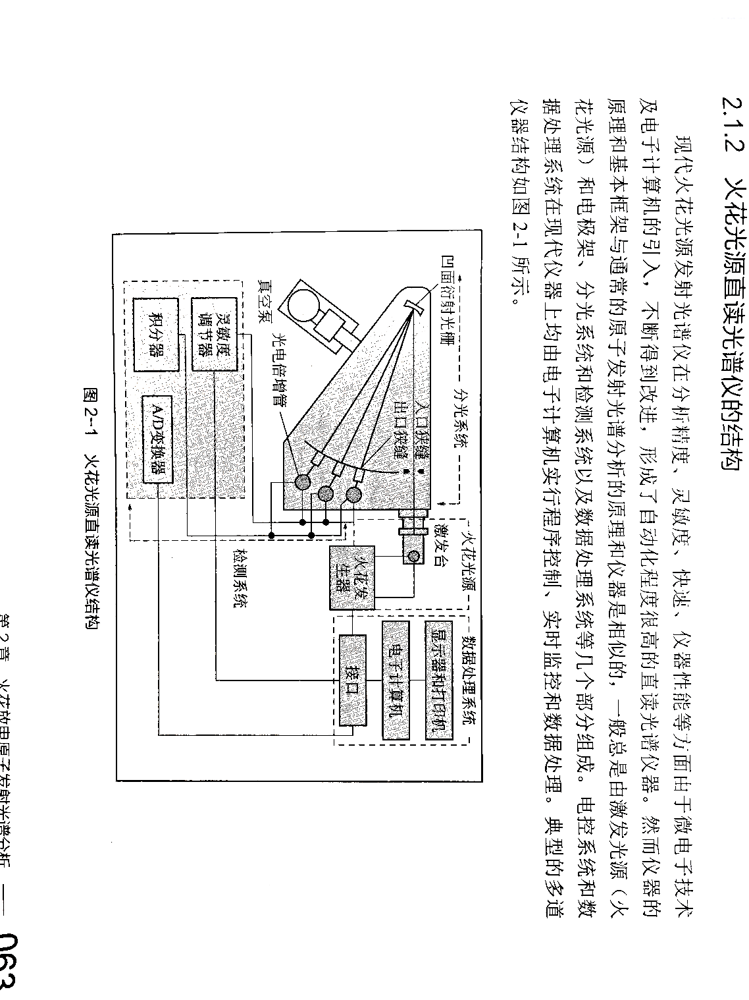 2.1.2 火花光源直读光谱仪的结构
现代火花光源发射光谱仪在分析精度、灵敏度、快速、仪器性能等方面由于微电子技术
及电子计算机的引入，不断得到改进，形成了自动化程度很高的直读光谱仪器。然而仪器的
原理和基本框架与通常的原子发射光谱分析的原理和仪器是相似的，一般总是由激发光源（火
花光源）和电极架、分光系统和检测系统以及数据处理系统等几个部分组成。电控系统和数
据处理系统在现代仪器上均由电子计算机实行程序控制、实时监控和数据处理。典型的多道
仪器结构如图 2-1 所示。
分光系统
火花光源
数据处理系统
凹面衍射光栅
入口狭缝
出口狭缝
激发台
显示器和打印机
电子计算机
火花发
生器
接口
真空泵
光电倍增管
检测系统
灵敏度
调节器
积分器
A/D变换器
图 2-1 火花光源直读光谱仪结构
第 2 章 火花放电原子发射光谱分析 —— 063